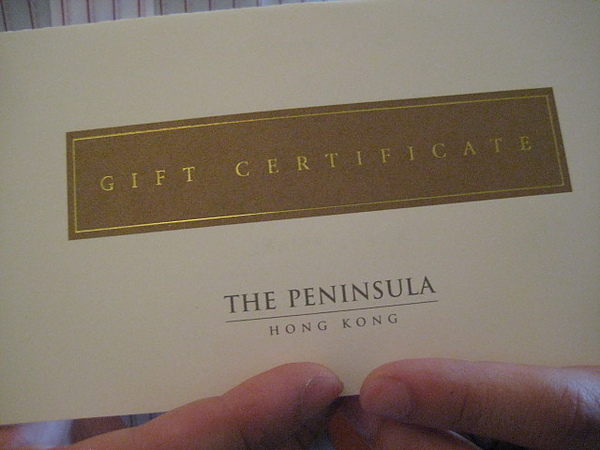 GIFT CERTIFICATE
THE PENINSULA
HONG KONG